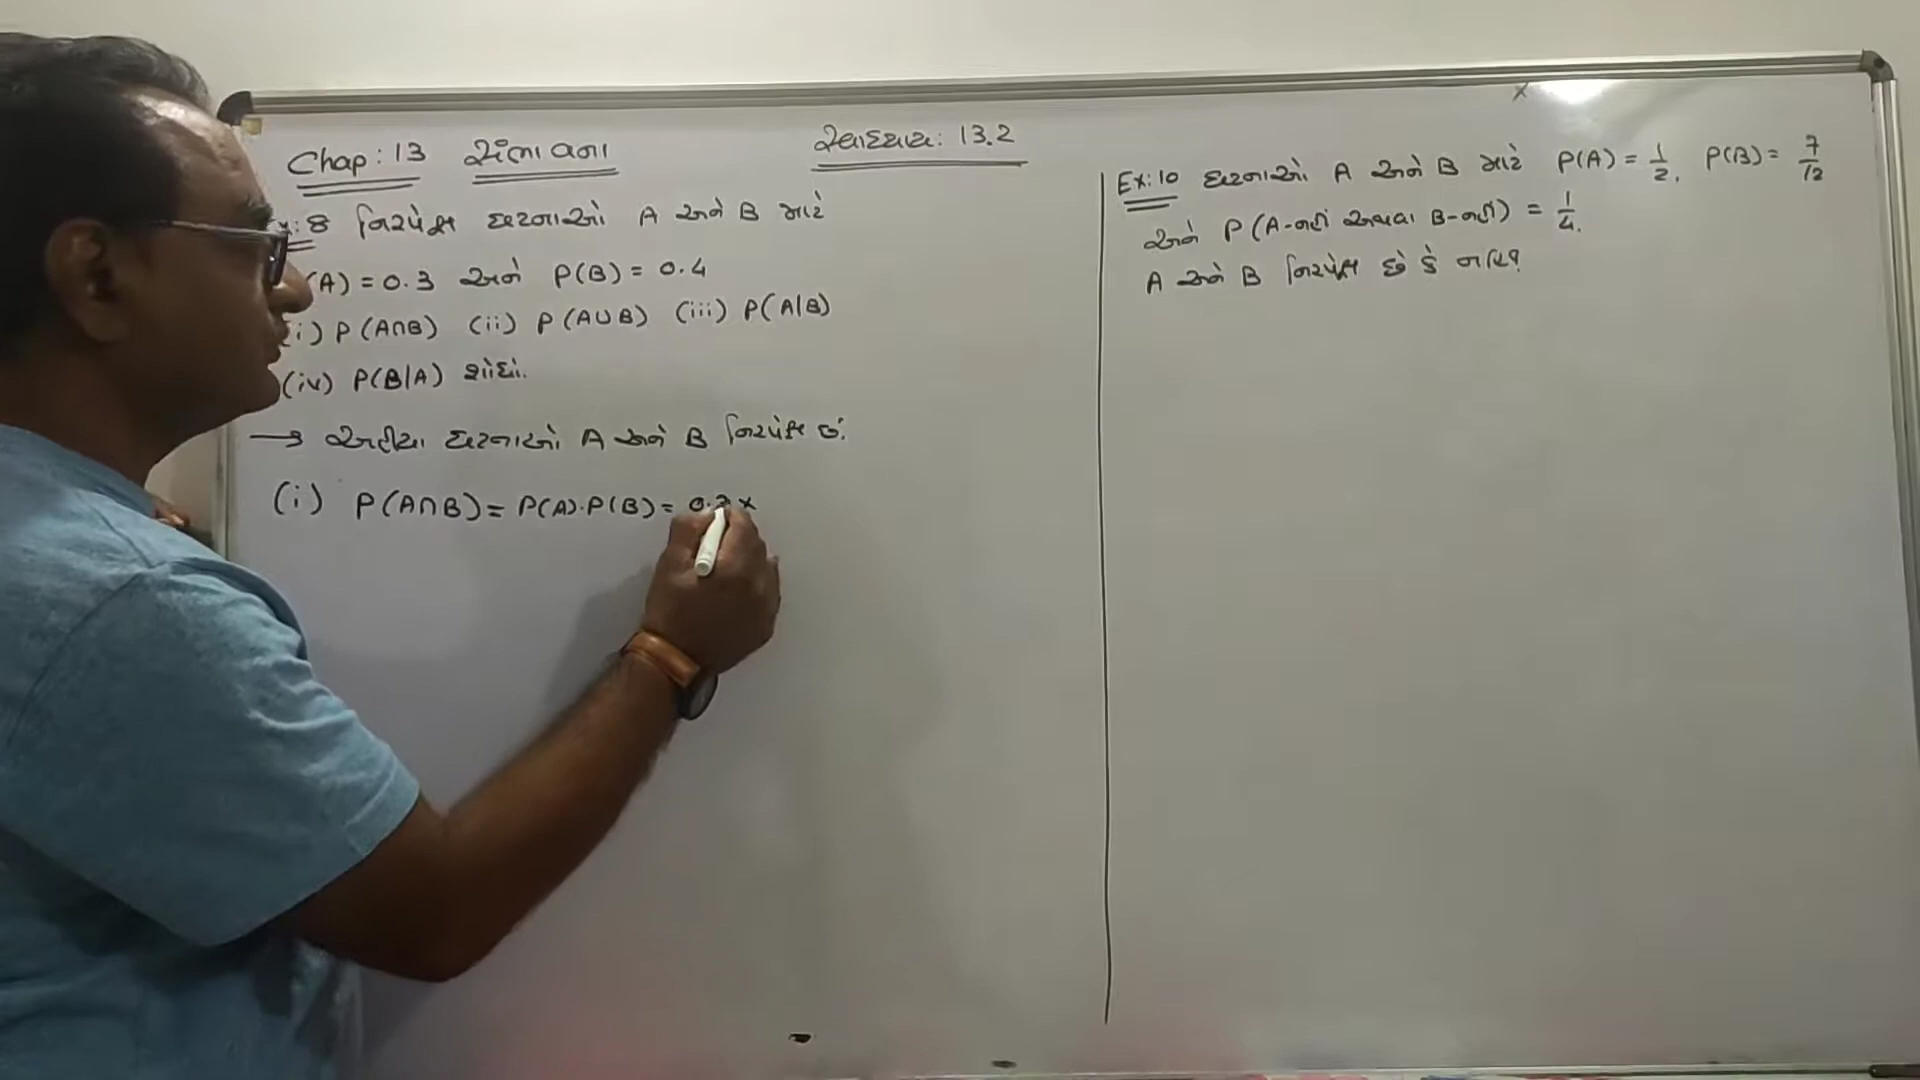 Chap: 13 સંભાવના
સ્વાધ્યાય: 13.2
:8 નિરપેક્ષ ઘટનાઓ A અને B માટે
(A) = 0.3 અને P(B) = 0.4
(i) P(A∩B) (ii) P(A∪B) (iii) P(A|B)
(iv) P(B|A) શોધો.
→ અહીંયા ઘટનાઓ A અને B નિરપેક્ષ છે.
(i) P(A∩B) = P(A).P(B) = 0.3 ×
Ex:10 ઘટનાઓ A અને B માટે P(A) = 1/2, P(B) = 7/12
અને P(A-નહીં અથવા B-નહીં) = 1/4.
A અને B નિરપેક્ષ છે કે નહિ?